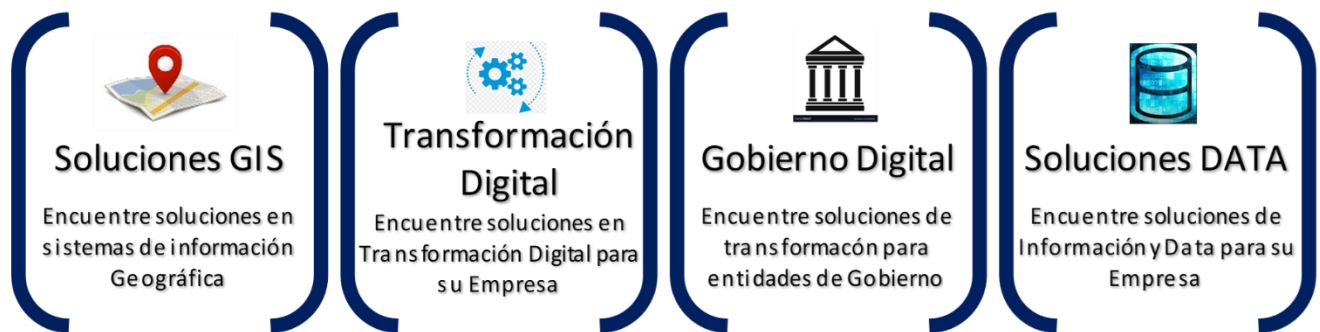 Soluciones GIS
Encuentre soluciones en
sistemas de información
Geográfica
Transformación
Digital
Encuentre soluciones en
Transformación Digital para
su Empresa
Gobierno Digital
Encuentre soluciones de
transformacón para
entidades de Gobierno
Soluciones DATA
Encuentre soluciones de
Información y Data para su
Empresa